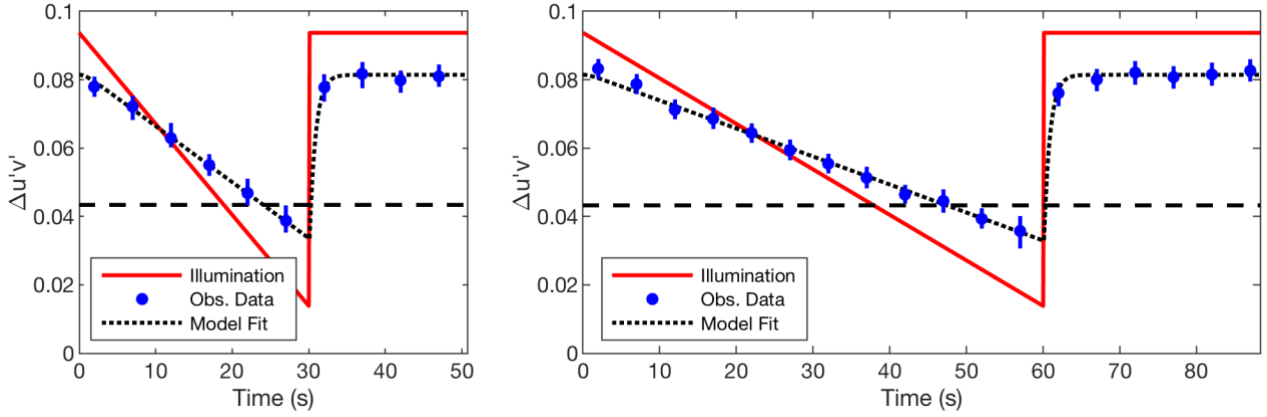 0.1
0.08
0.06
0.04
0.02
0
Δu'v'
Illumination
Obs. Data
Model Fit
0 10 20 30 40 50
Time (s)
0.1
0.08
0.06
0.04
0.02
0
Δu'v'
Illumination
Obs. Data
Model Fit
0 10 20 30 40 50 60 70 80
Time (s)